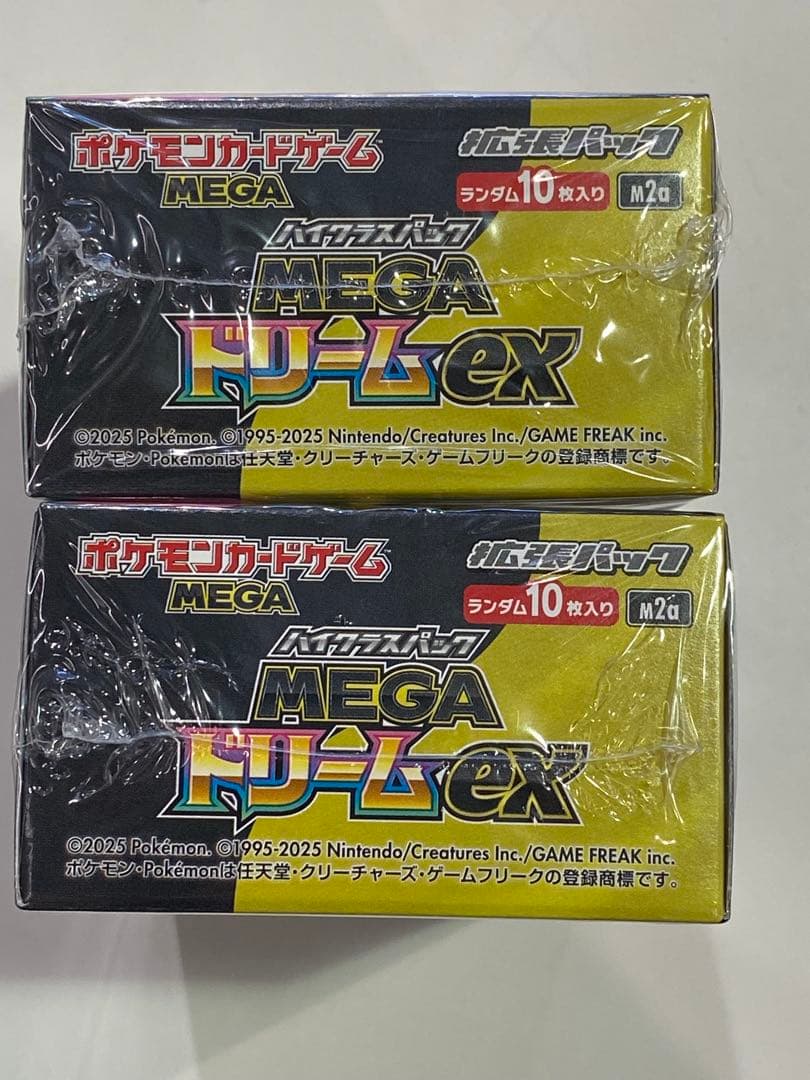 ポケモンカードゲーム™
MEGA
拡張パック
ランダム10枚入り M2a
ハイクラスパック
MEGA
ドリームex
©2025 Pokémon. ©1995-2025 Nintendo/Creatures Inc./GAME FREAK inc.
ポケモン・Pokémonは任天堂・クリーチャーズ・ゲームフリークの登録商標です。
ポケモンカードゲーム™
MEGA
拡張パック
ランダム10枚入り M2a
ハイクラスパック
MEGA
ドリームex
©2025 Pokémon. ©1995-2025 Nintendo/Creatures Inc./GAME FREAK inc.
ポケモン・Pokémonは任天堂・クリーチャーズ・ゲームフリークの登録商標です。